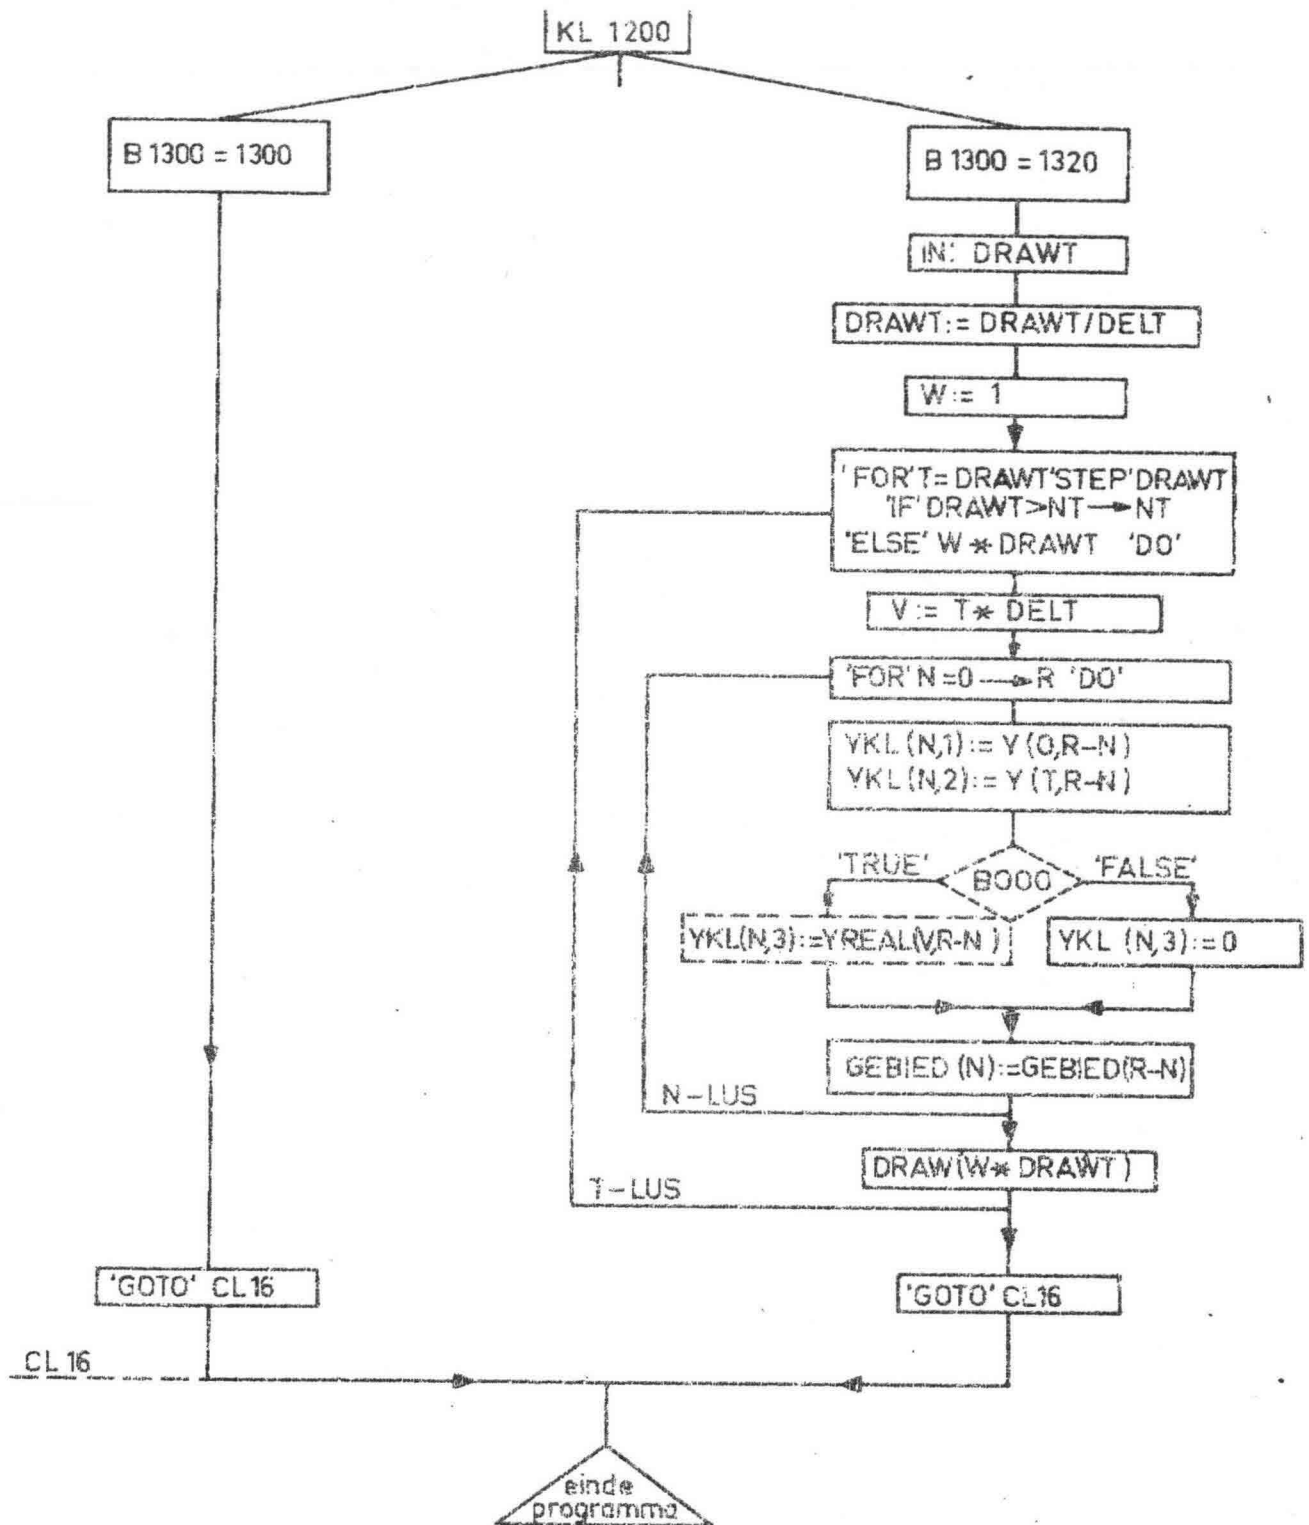 KL 1200
B 1300 = 1300
B 1300 = 1320
IN: DRAWT
DRAWT:= DRAWT/DELT
W:= 1
'FOR'T=DRAWT'STEP'DRAWT
'IF'DRAWT>NT→NT
'ELSE' W * DRAWT 'DO'
V:= T* DELT
'FOR'N=0→R 'DO'
YKL(N,1):=Y(0,R-N)
YKL(N,2):=Y(T,R-N)
'TRUE'
B000
'FALSE'
YKL(N,3):=YREAL(V,R-N)
YKL (N,3):=0
GEBIED (N):=GEBIED(R-N)
N-LUS
DRAW(W* DRAWT)
T-LUS
'GOTO' CL16
'GOTO' CL16
CL 16
einde
programma